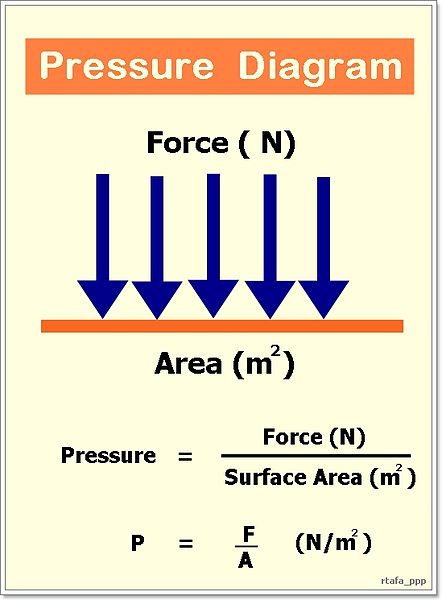 Pressure Diagram
Force ( N)
Area (m²)
Pressure = Force (N)
Surface Area (m²)
P = F (N/m²)
A
rtafa_ppp